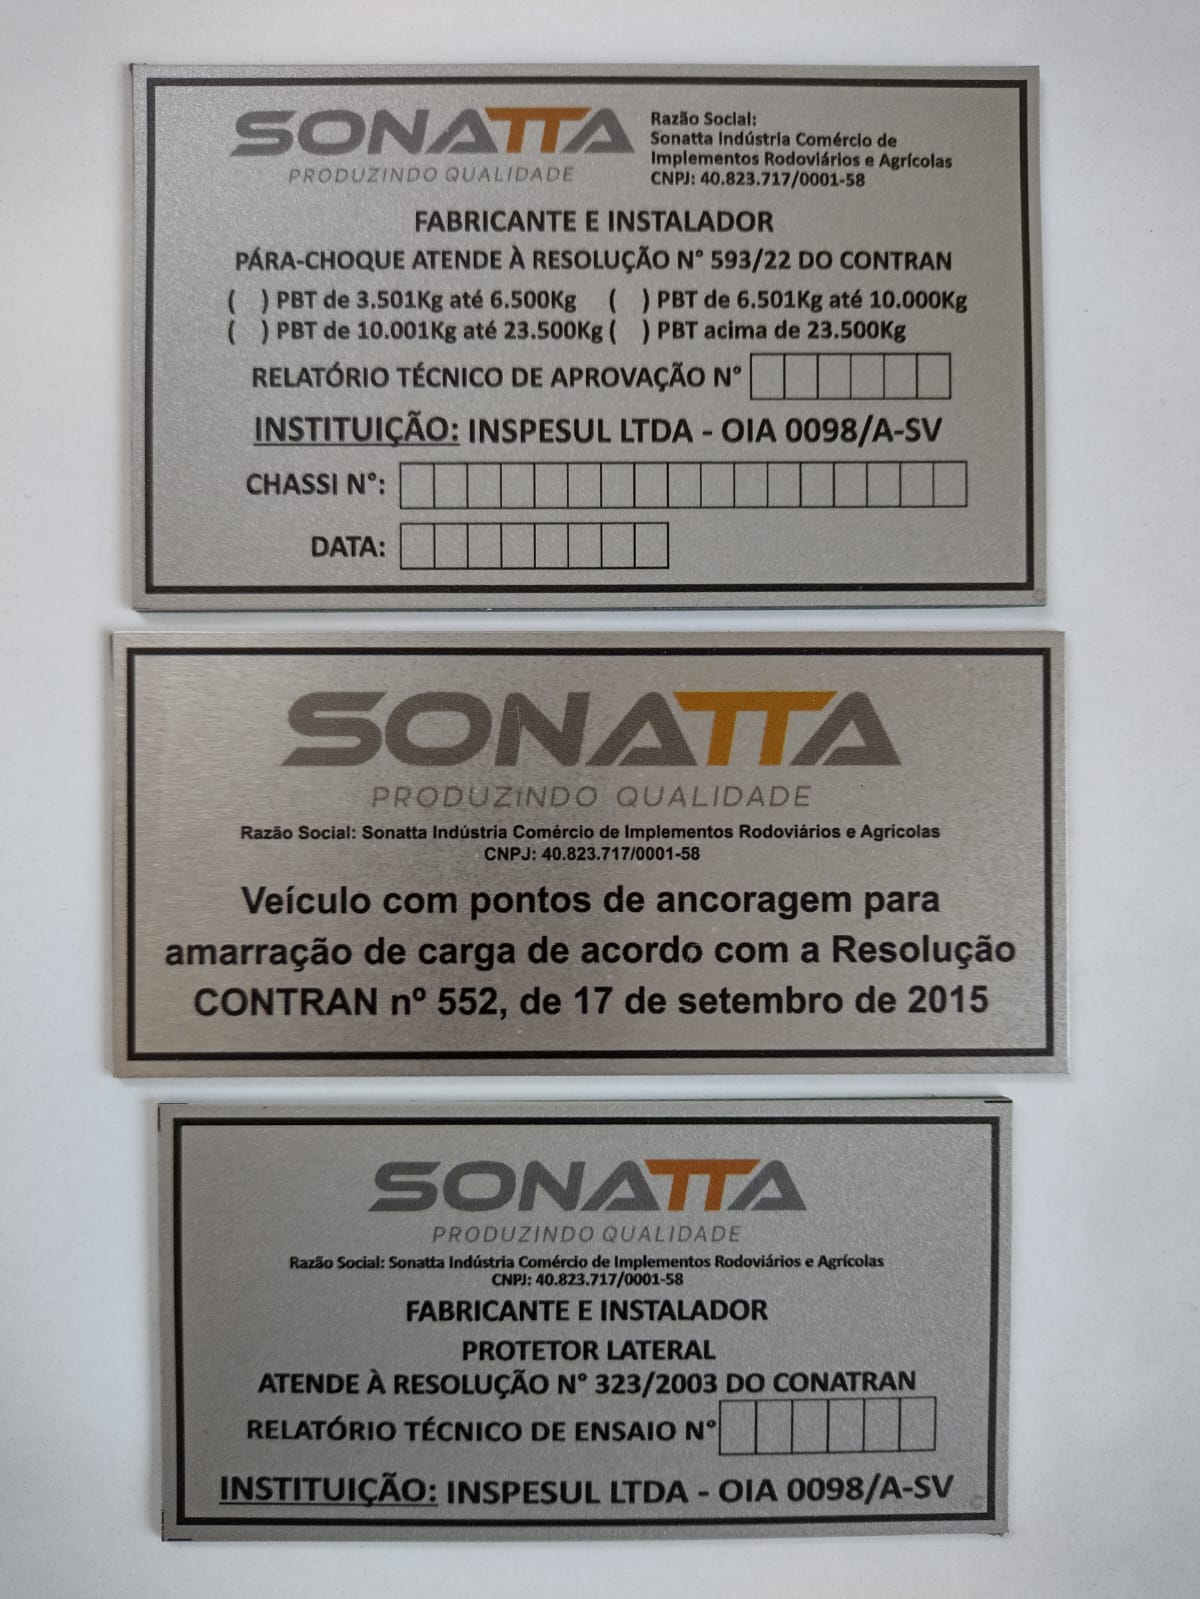 SONATTA
PRODUZINDO QUALIDADE
Razão Social:
Sonatta Indústria Comércio de
Implementos Rodoviários e Agrícolas
CNPJ: 40.823.717/0001-58
FABRICANTE E INSTALADOR
PÁRA-CHOQUE ATENDE À RESOLUÇÃO N° 593/22 DO CONTRAN
( ) PBT de 3.501Kg até 6.500Kg ( ) PBT de 6.501Kg até 10.000Kg
( ) PBT de 10.001Kg até 23.500Kg ( ) PBT acima de 23.500Kg
RELATÓRIO TÉCNICO DE APROVAÇÃO N°
INSTITUIÇÃO: INSPESUL LTDA - OIA 0098/A-SV
CHASSI N°:
DATA:
SONATTA
PRODUZINDO QUALIDADE
Razão Social: Sonatta Indústria Comércio de Implementos Rodoviários e Agrícolas
CNPJ: 40.823.717/0001-58
Veículo com pontos de ancoragem para
amarração de carga de acordo com a Resolução
CONTRAN nº 552, de 17 de setembro de 2015
SONATTA
PRODUZINDO QUALIDADE
Razão Social: Sonatta Indústria Comércio de Implementos Rodoviários e Agrícolas
CNPJ: 40.823.717/0001-58
FABRICANTE E INSTALADOR
PROTETOR LATERAL
ATENDE À RESOLUÇÃO N° 323/2003 DO CONATRAN
RELATÓRIO TÉCNICO DE ENSAIO N°
INSTITUIÇÃO: INSPESUL LTDA - OIA 0098/A-SV